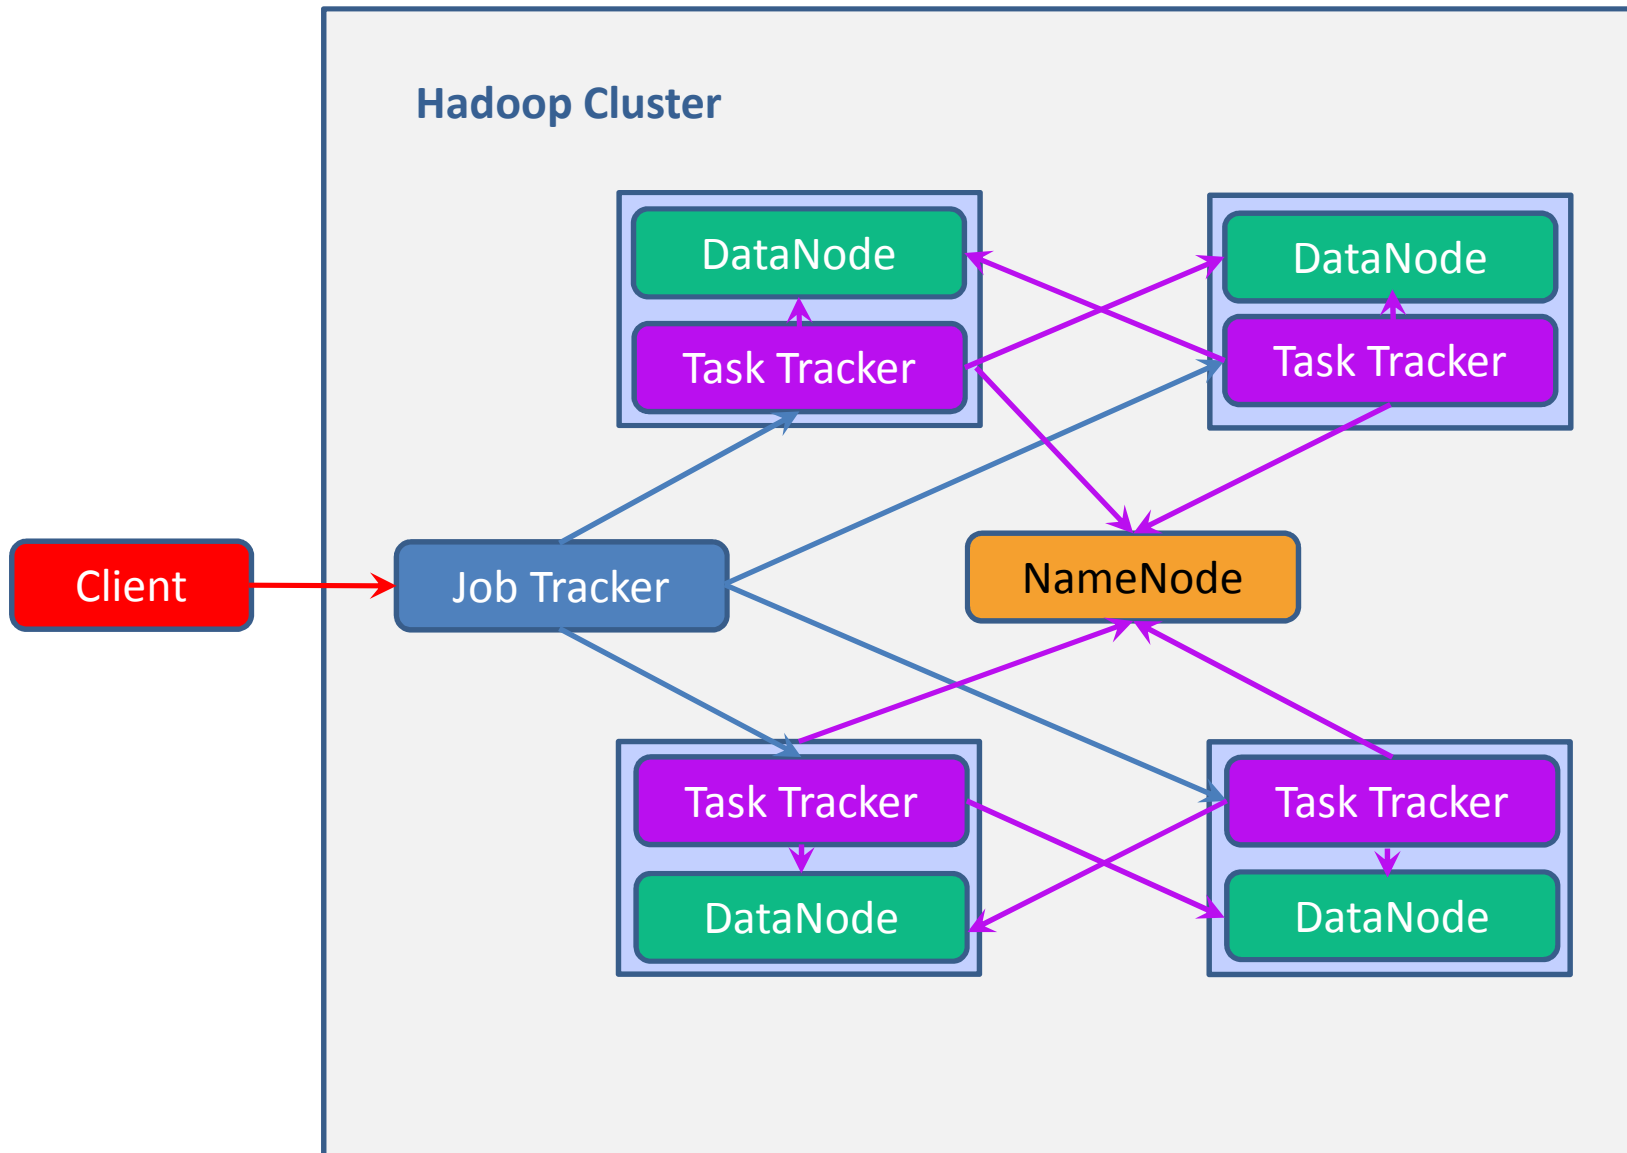 Hadoop Cluster
DataNode
DataNode
Task Tracker
Task Tracker
Client
Job Tracker
NameNode
Task Tracker
Task Tracker
DataNode
DataNode